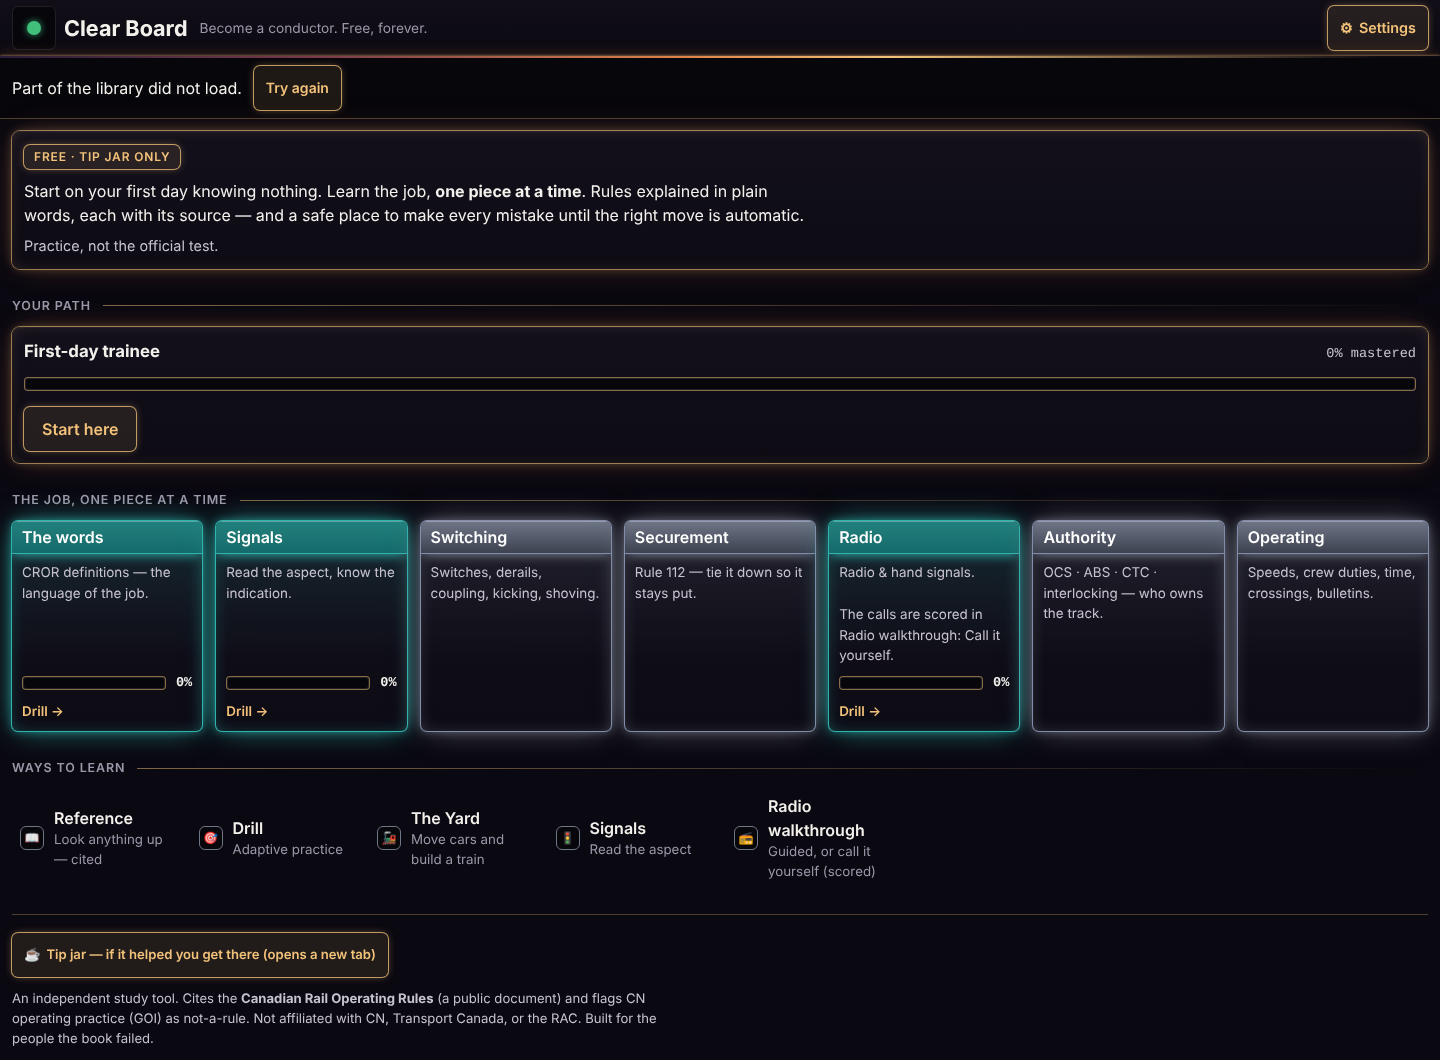 Clear Board
Become a conductor. Free, forever.
⚙ Settings
Part of the library did not load.
Try again
FREE · TIP JAR ONLY
Start on your first day knowing nothing. Learn the job, one piece at a time. Rules explained in plain
words, each with its source — and a safe place to make every mistake until the right move is automatic.
Practice, not the official test.
YOUR PATH
First-day trainee
0% mastered
Start here
THE JOB, ONE PIECE AT A TIME
The words
CROR definitions — the
language of the job.
0%
Drill →
Signals
Read the aspect, know the
indication.
0%
Drill →
Switching
Switches, derails,
coupling, kicking, shoving.
Securement
Rule 112 — tie it down so it
stays put.
Radio
Radio & hand signals.
The calls are scored in
Radio walkthrough: Call it
yourself.
0%
Drill →
Authority
OCS · ABS · CTC ·
interlocking — who owns
the track.
Operating
Speeds, crew duties, time,
crossings, bulletins.
WAYS TO LEARN
Reference
Look anything up
— cited
Drill
Adaptive practice
The Yard
Move cars and
build a train
Signals
Read the aspect
Radio
walkthrough
Guided, or call it
yourself (scored)
Tip jar — if it helped you get there (opens a new tab)
An independent study tool. Cites the Canadian Rail Operating Rules (a public document) and flags CN
operating practice (GOI) as not-a-rule. Not affiliated with CN, Transport Canada, or the RAC. Built for the
people the book failed.